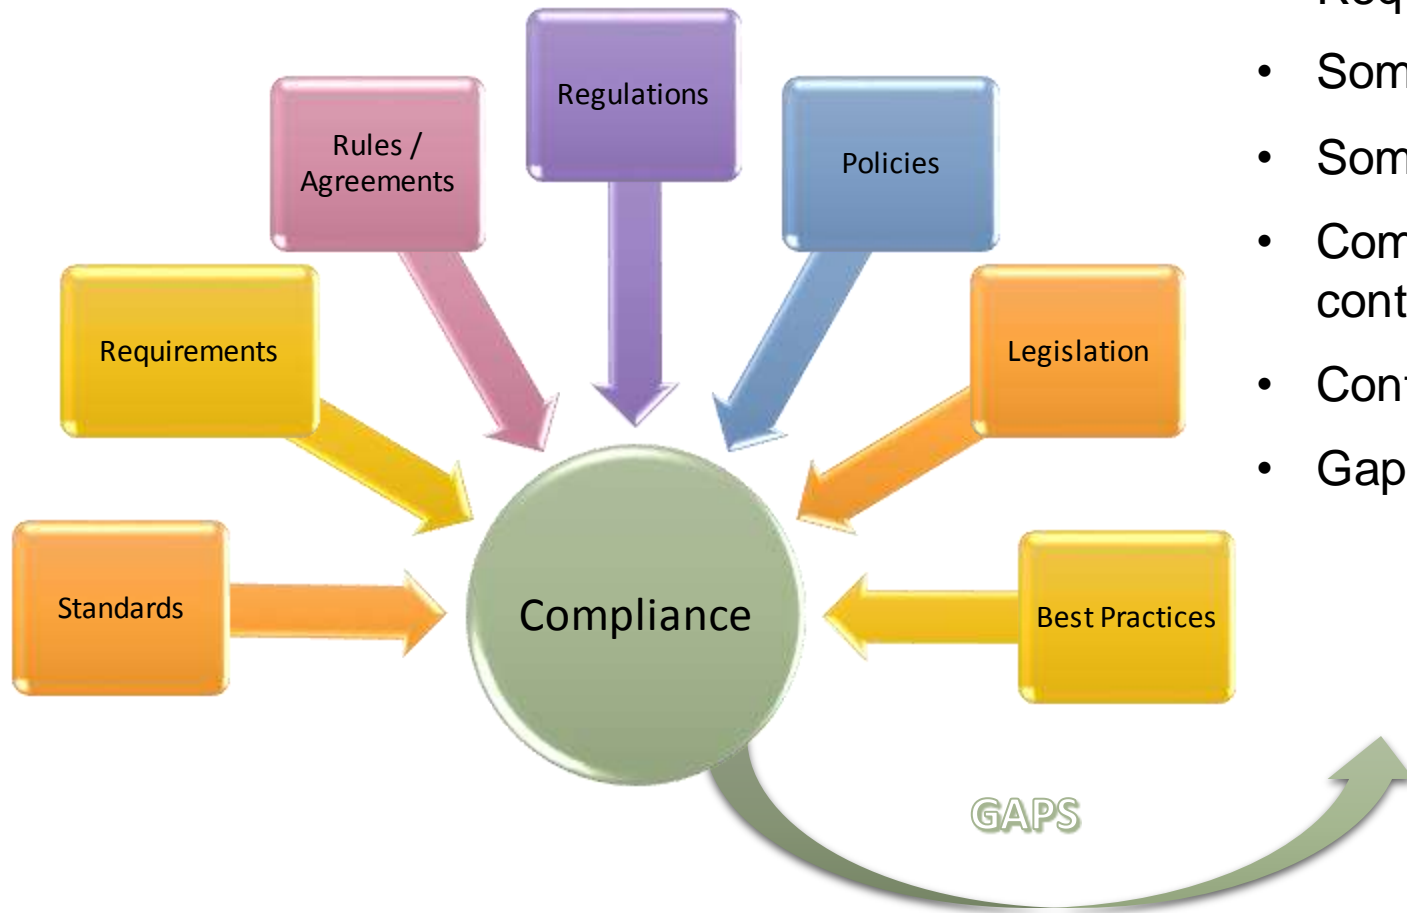 Regulations
Rules /
Agreements
Policies
Requirements
Legislation
Standards
Compliance
Best Practices
GAPS
• Som
• Som
• Com
cont
• Con
• Gap